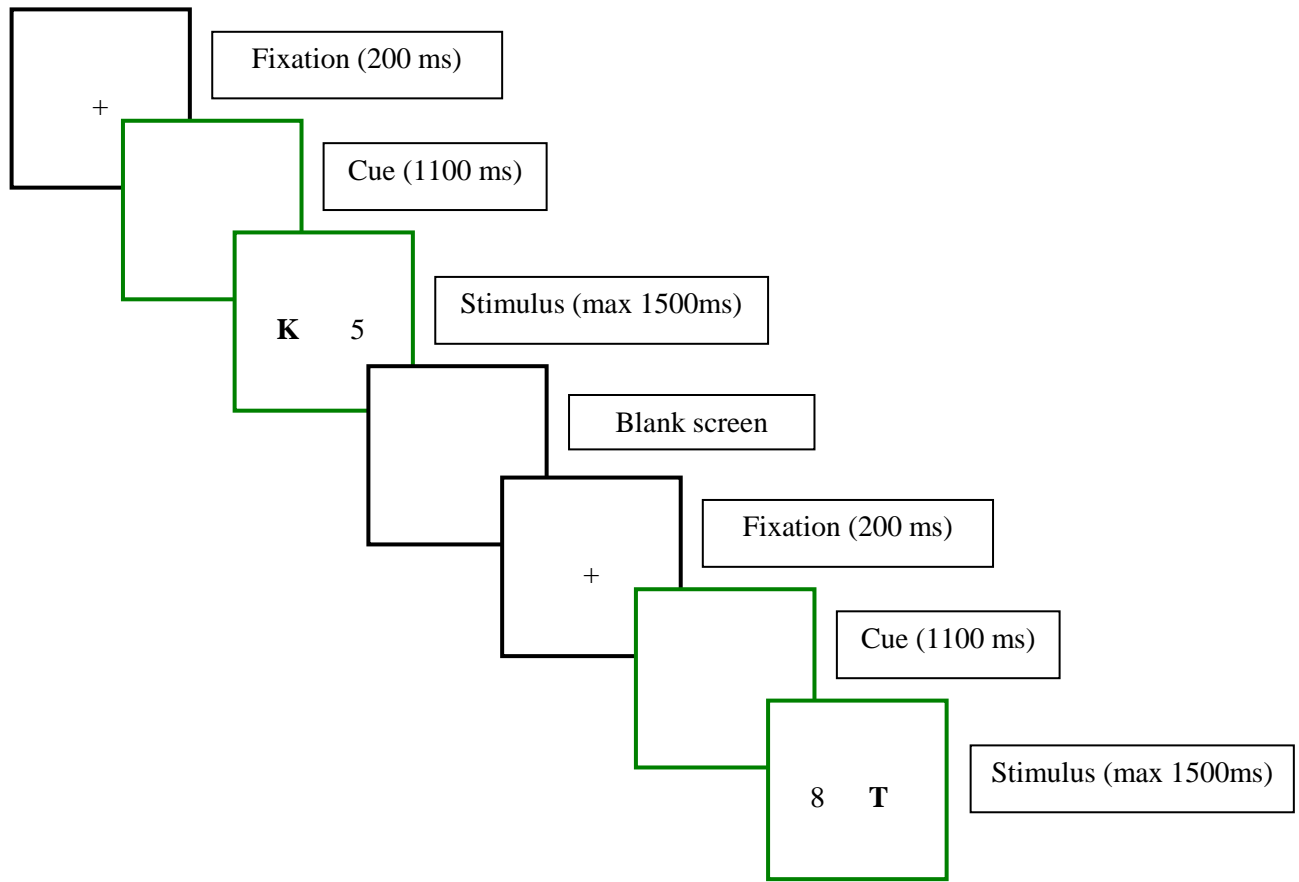 Fixation (200 ms)
+
Cue (1100 ms)
Stimulus (max 1500ms)
K 5
Blank screen
Fixation (200 ms)
+
Cue (1100 ms)
Stimulus (max 1500ms)
8 T